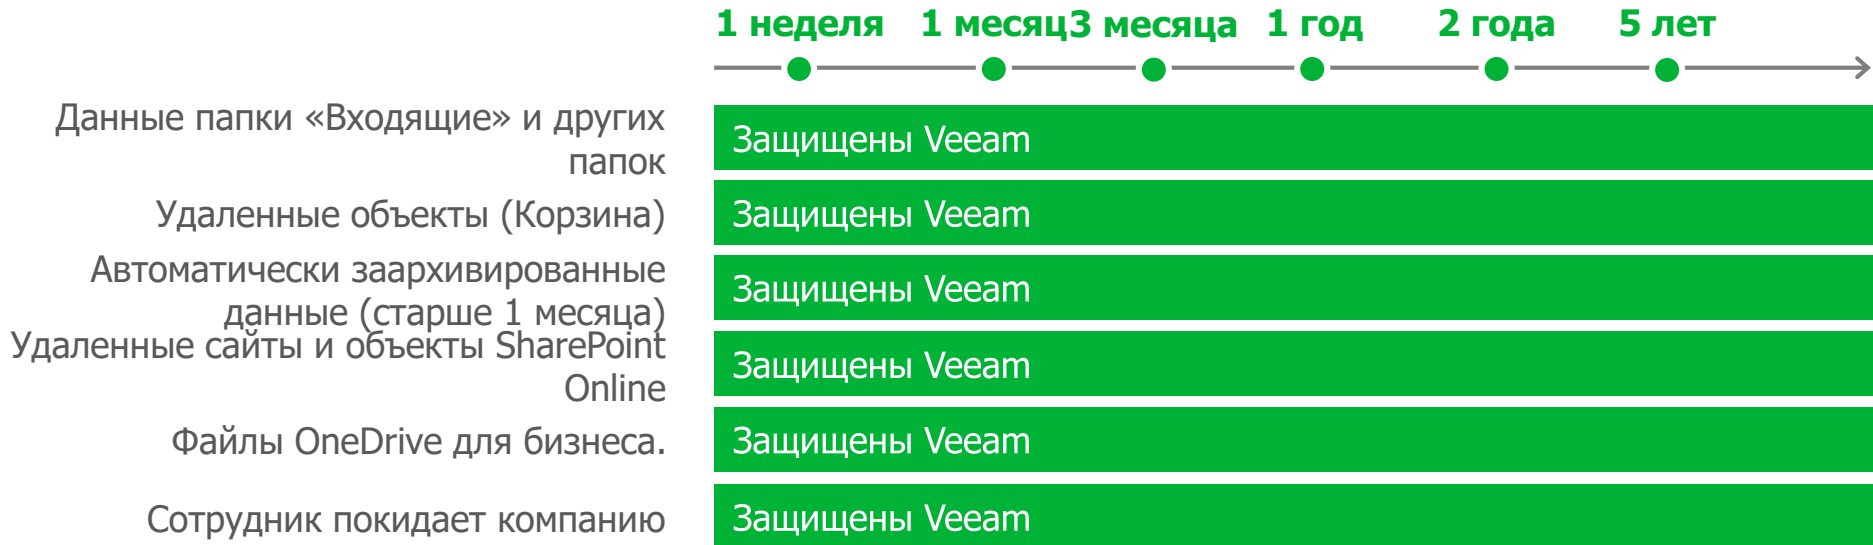 1 неделя 1 месяц 3 месяца 1 год 2 года 5 лет
Данные папки «Входящие» и других
папок
Защищены Veeam
Удаленные объекты (Корзина)
Защищены Veeam
Автоматически заархивированные
данные (старше 1 месяца)
Защищены Veeam
Удаленные сайты и объекты SharePoint
Online
Защищены Veeam
Файлы OneDrive для бизнеса.
Защищены Veeam
Сотрудник покидает компанию
Защищены Veeam